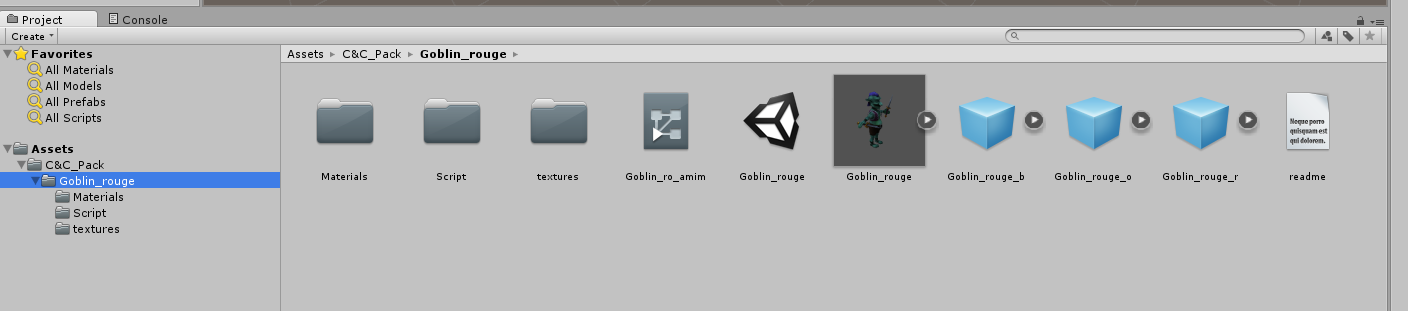 Project
Console
Create
Favorites
All Materials
All Models
All Prefabs
All Scripts
Assets
C&C_Pack
Goblin_rouge
Materials
Script
textures
Assets C&C_Pack Goblin_rouge
Neque porro
quisquam est
qui dolorem.
Materials
Script
textures
Goblin_ro_amim
Goblin_rouge
Goblin_rouge
Goblin_rouge_b
Goblin_rouge_o
Goblin_rouge_r
readme